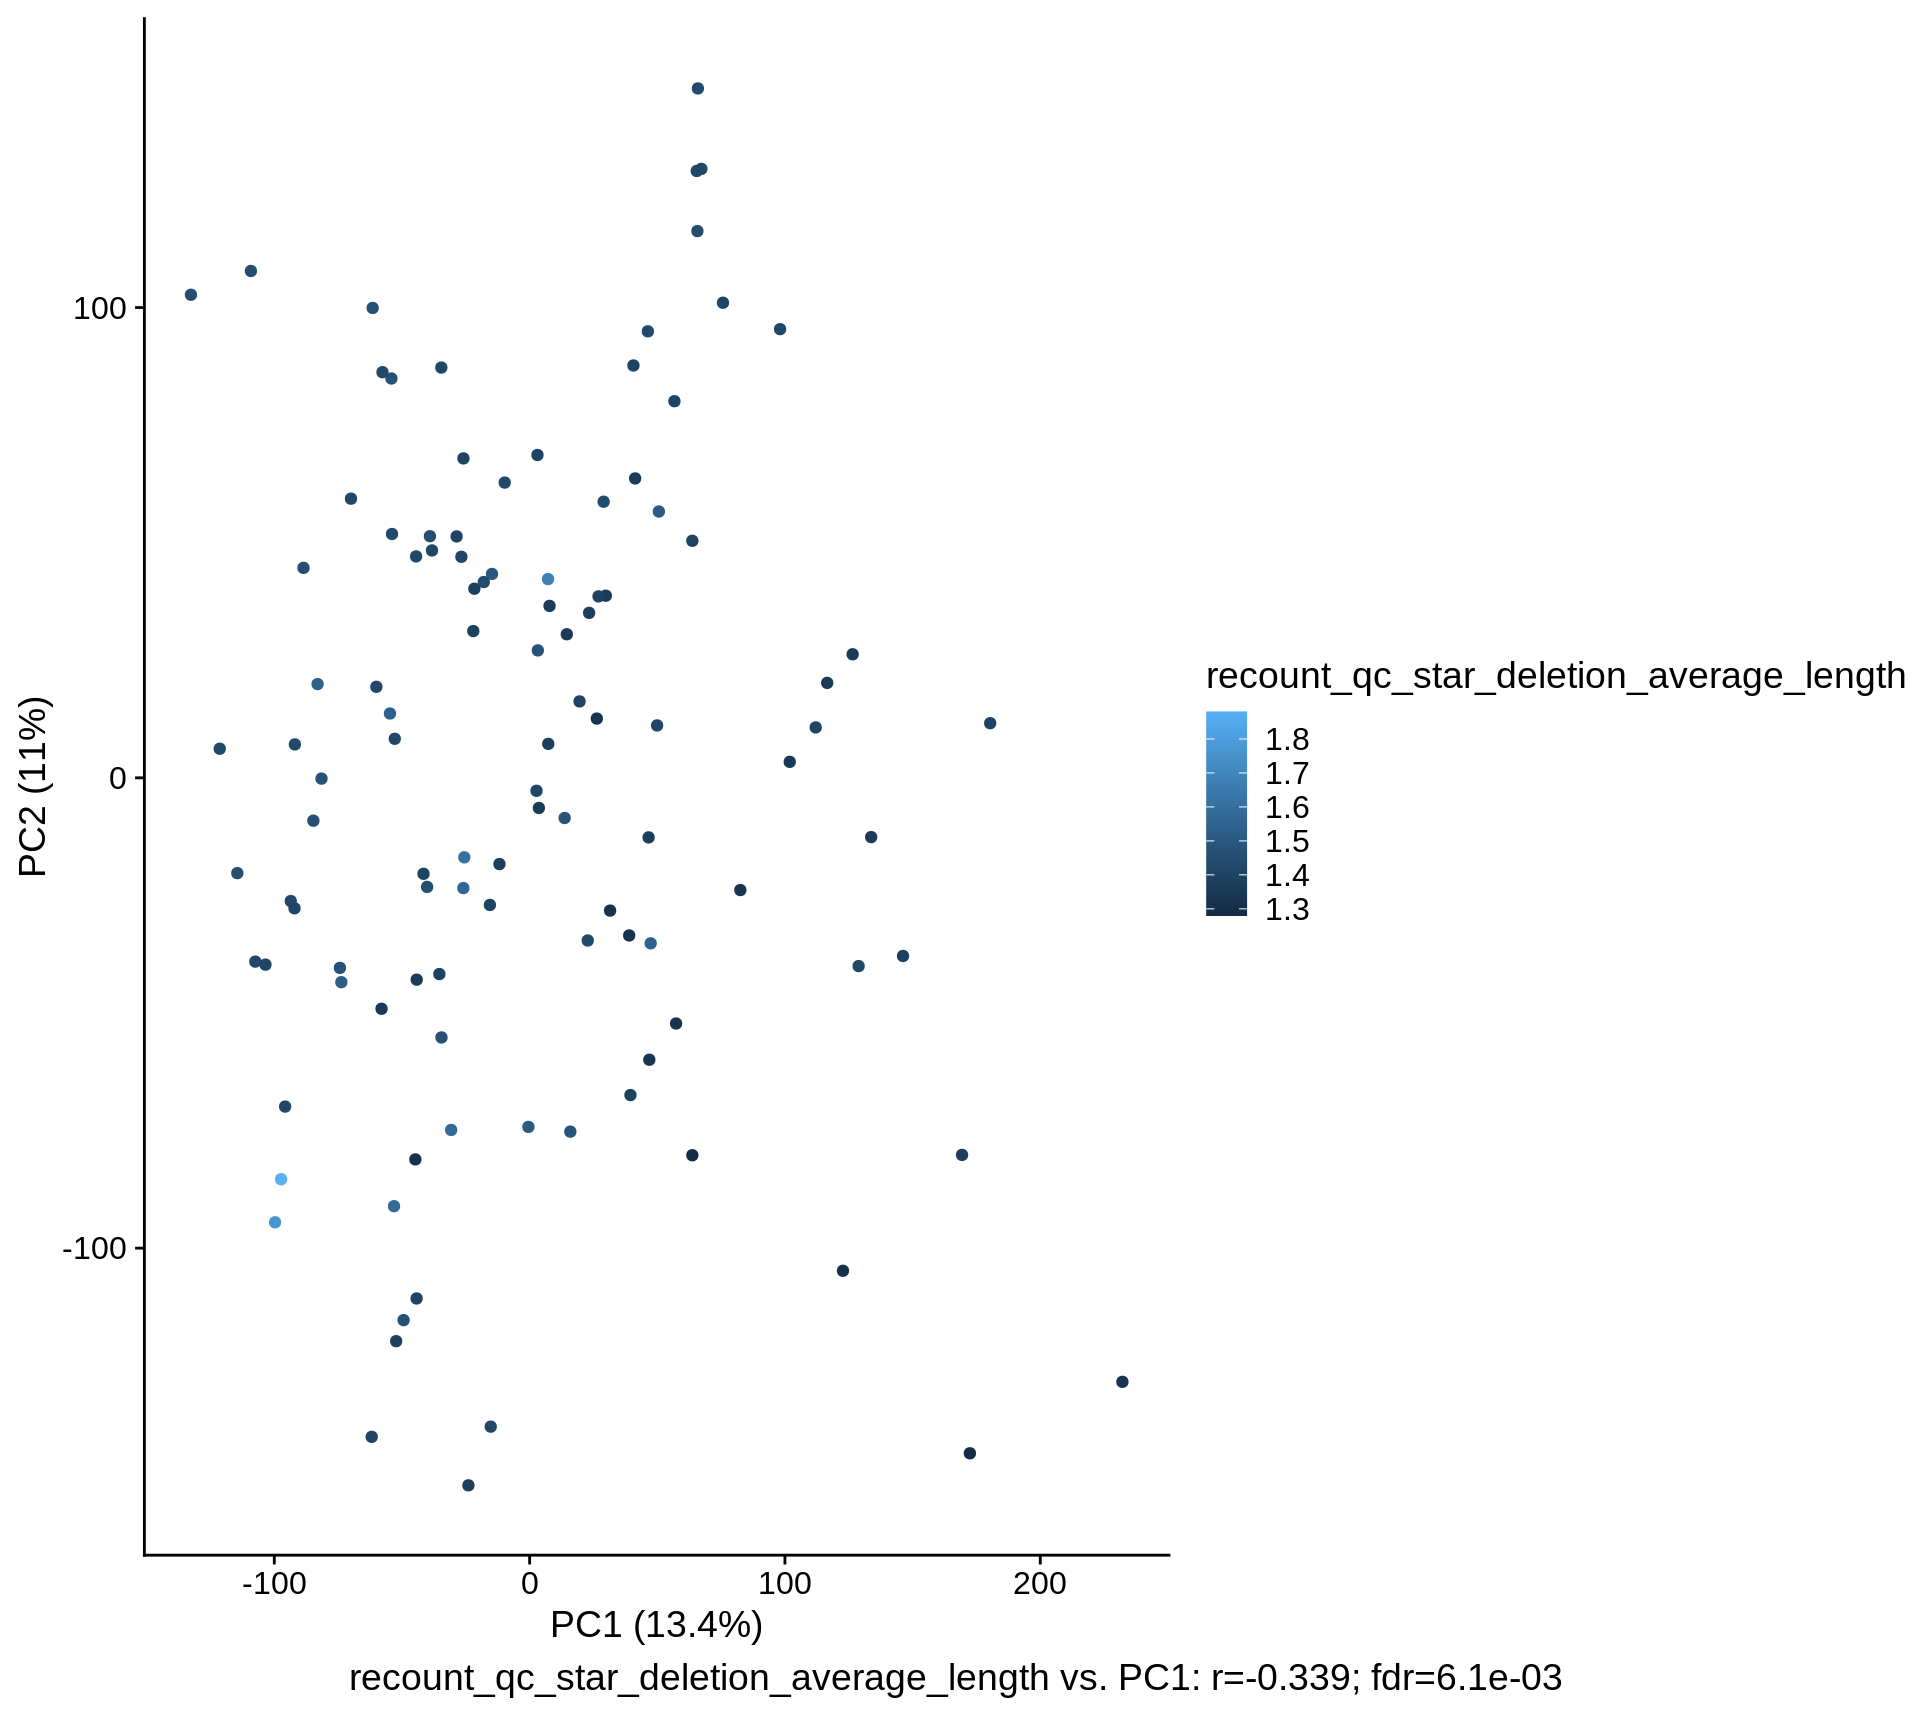 100
0
-100
PC2 (11%)
-100 0 100 200
PC1 (13.4%)
recount_qc_star_deletion_average_length
1.8
1.7
1.6
1.5
1.4
1.3
recount_qc_star_deletion_average_length vs. PC1: r=-0.339; fdr=6.1e-03